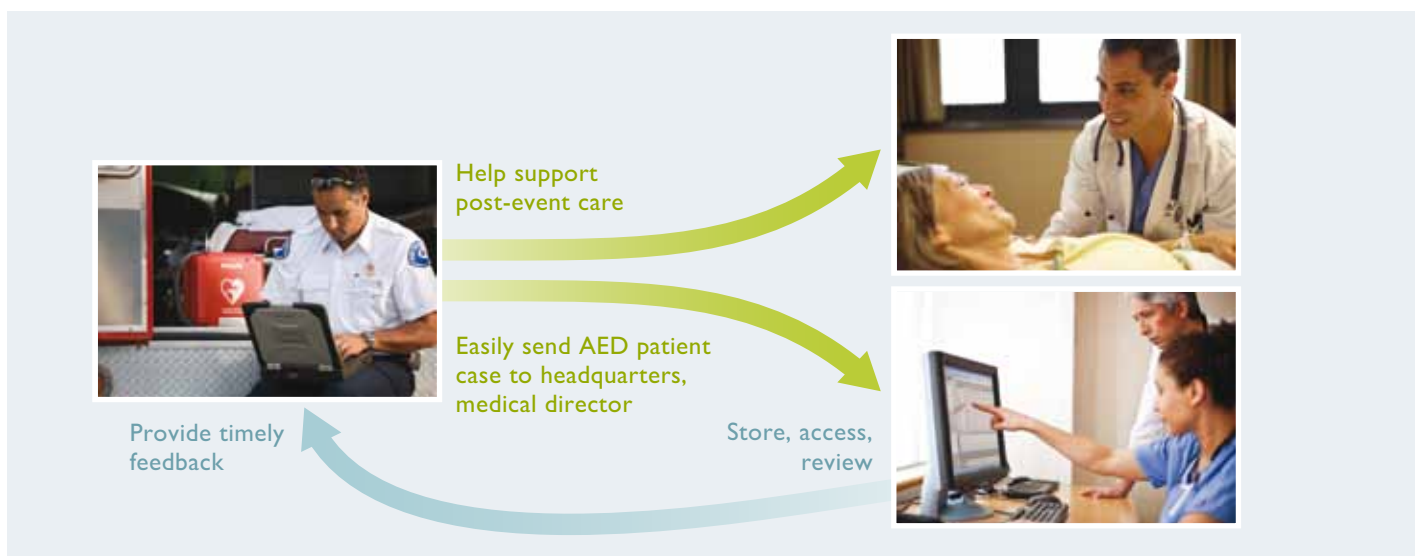 Help support
post-event care
PHILIPS
Easily send AED patient
case to headquarters,
medical director
Provide timely
feedback
Store, access,
review